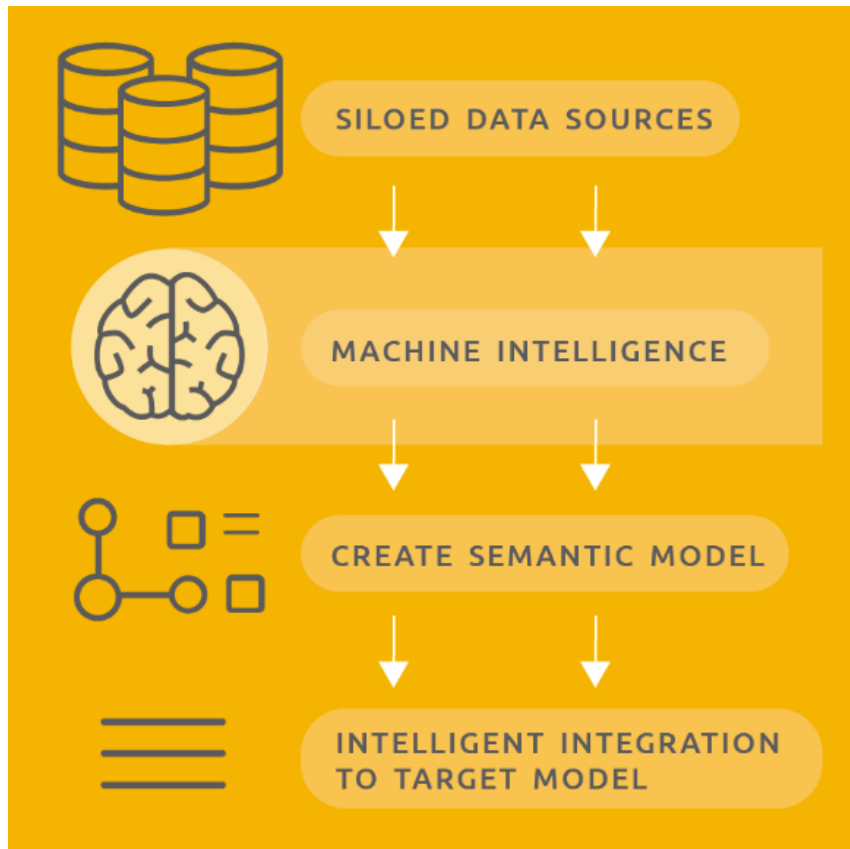 SILOED DATA SOURCES
MACHINE INTELLIGENCE
CREATE SEMANTIC MODEL
INTELLIGENT INTEGRATION
TO TARGET MODEL